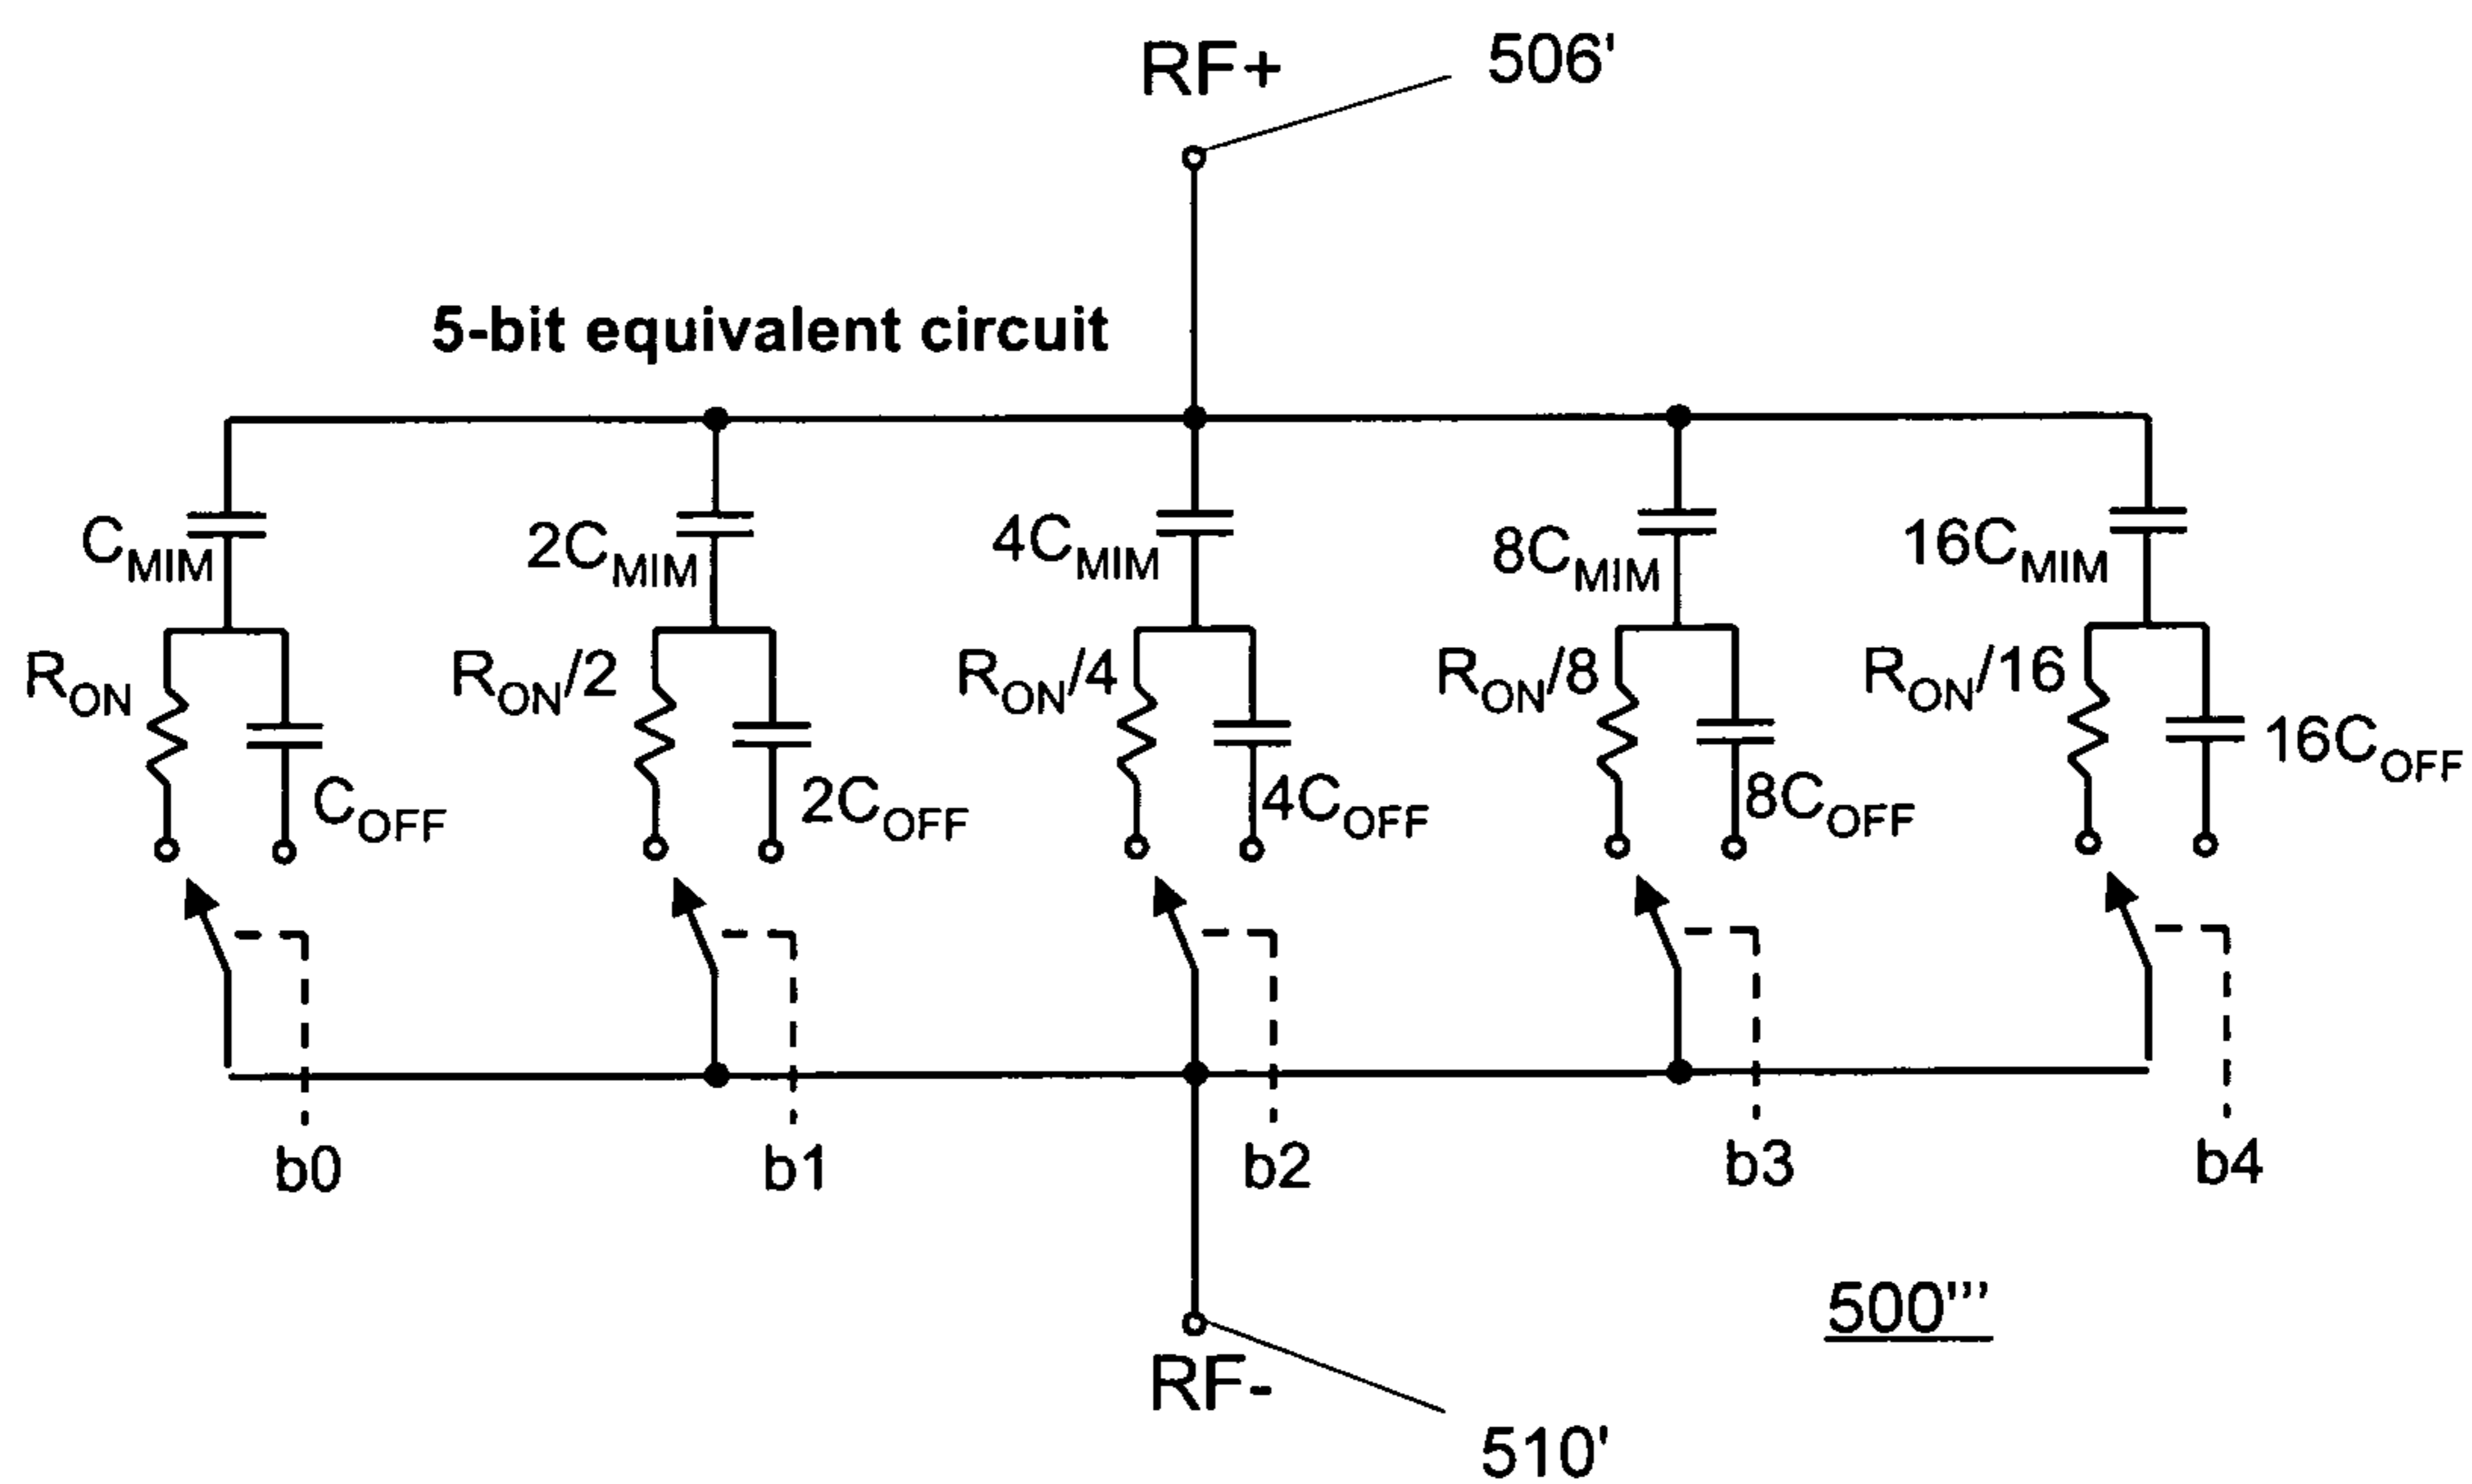 RF+
506'
5-bit equivalent circuit
CMIM
2CMIM
4CMIM
8CMIM
16CMIM
RON
RON/2
RON/4
RON/8
RON/16
COFF
2COFF
4COFF
8COFF
16COFF
b0
b1
b2
b3
b4
500'''
RF-
510'